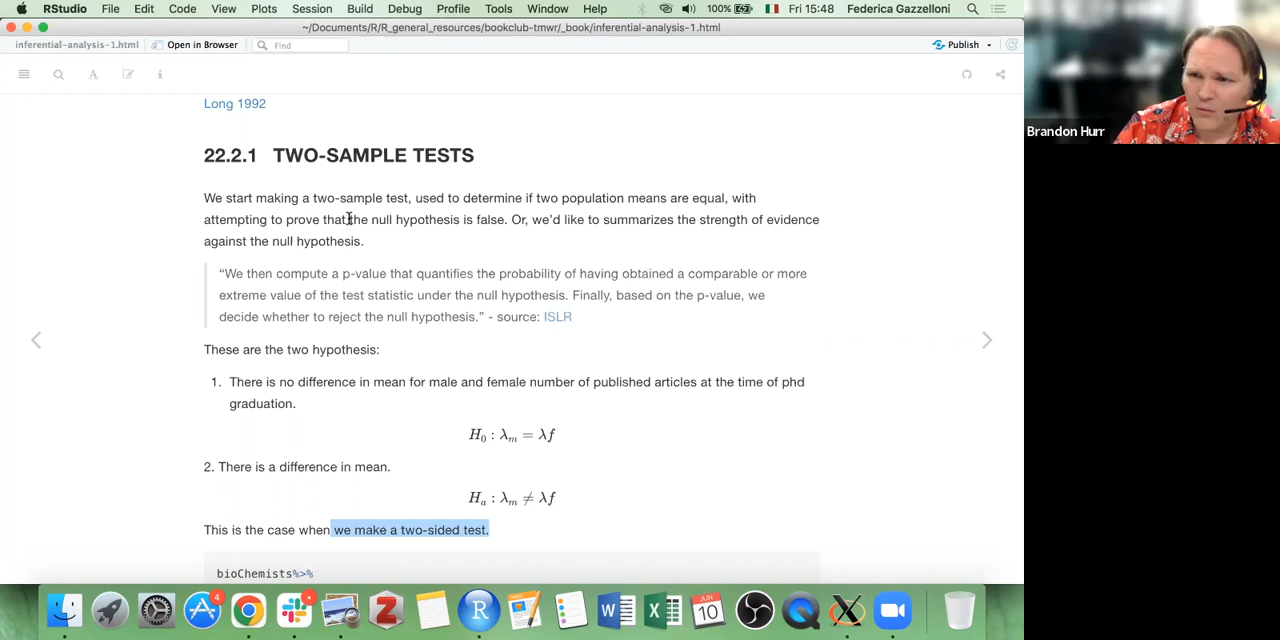 RStudio File Edit Code View Plots Session Build Debug Profile Tools Window Help 100% Fri 15:48 Federica Gazzelloni
~/Documents/R/R_general_resources/bookclub-tmwr/_book/inferential-analysis-1.html
inferential-analysis-1.html Open in Browser Find Publish
A i
Long 1992
Brandon Hurr
22.2.1 TWO-SAMPLE TESTS
We start making a two-sample test, used to determine if two population means are equal, with
attempting to prove that the null hypothesis is false. Or, we'd like to summarizes the strength of evidence
against the null hypothesis.
“We then compute a p-value that quantifies the probability of having obtained a comparable or more
extreme value of the test statistic under the null hypothesis. Finally, based on the p-value, we
decide whether to reject the null hypothesis.” - source: ISLR
These are the two hypothesis:
1. There is no difference in mean for male and female number of published articles at the time of phd
graduation.
H₀ : λₘ = λf
2. There is a difference in mean.
Hₐ : λₘ ≠ λf
This is the case when we make a two-sided test.
bioChemists%>%
4
JUN
10